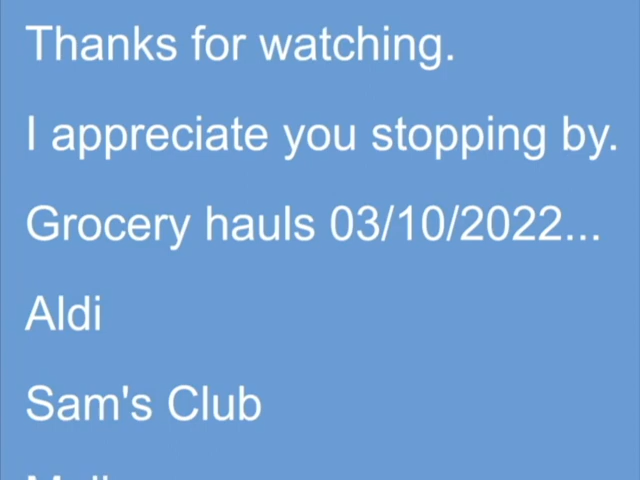 Thanks for watching.
I appreciate you stopping by.
Grocery hauls 03/10/2022...
Aldi
Sam's Club